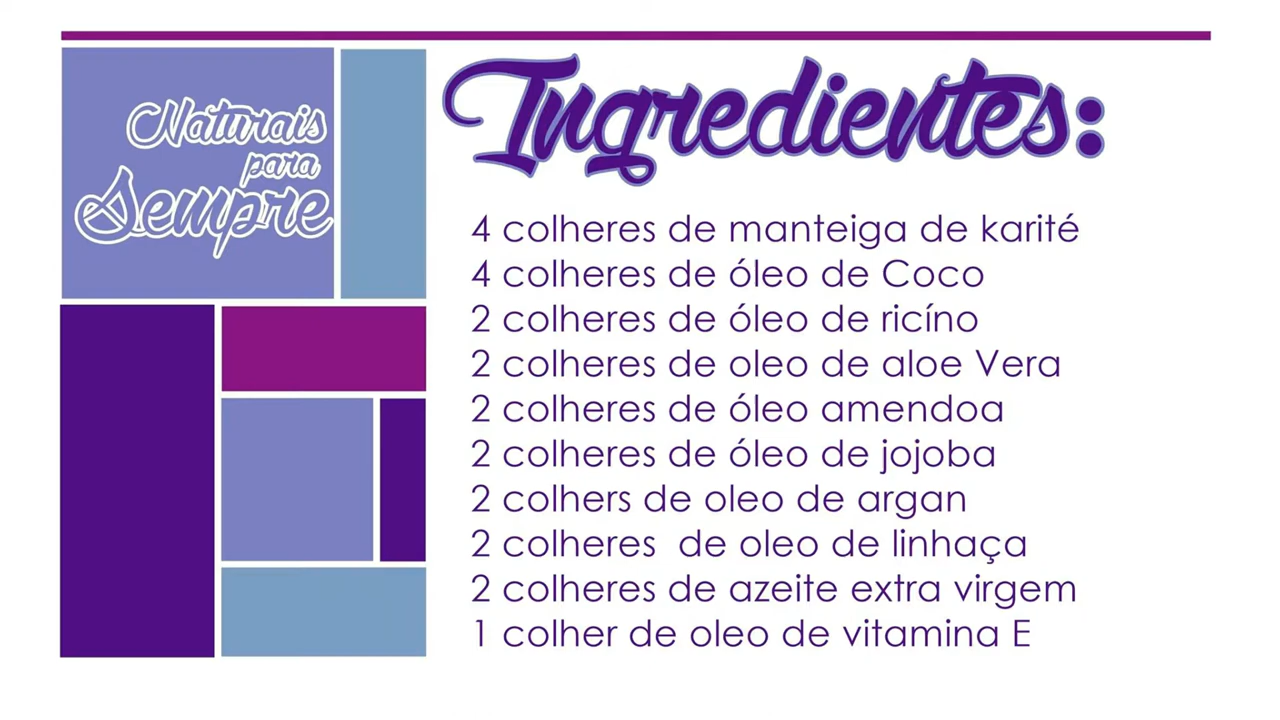 Naturais
para
Sempre
Ingredientes:
4 colheres de manteiga de karité
4 colheres de óleo de Coco
2 colheres de óleo de ricíno
2 colheres de oleo de aloe Vera
2 colheres de óleo amendoa
2 colheres de óleo de jojoba
2 colhers de oleo de argan
2 colheres  de oleo de linhaça
2 colheres de azeite extra virgem
1 colher de oleo de vitamina E